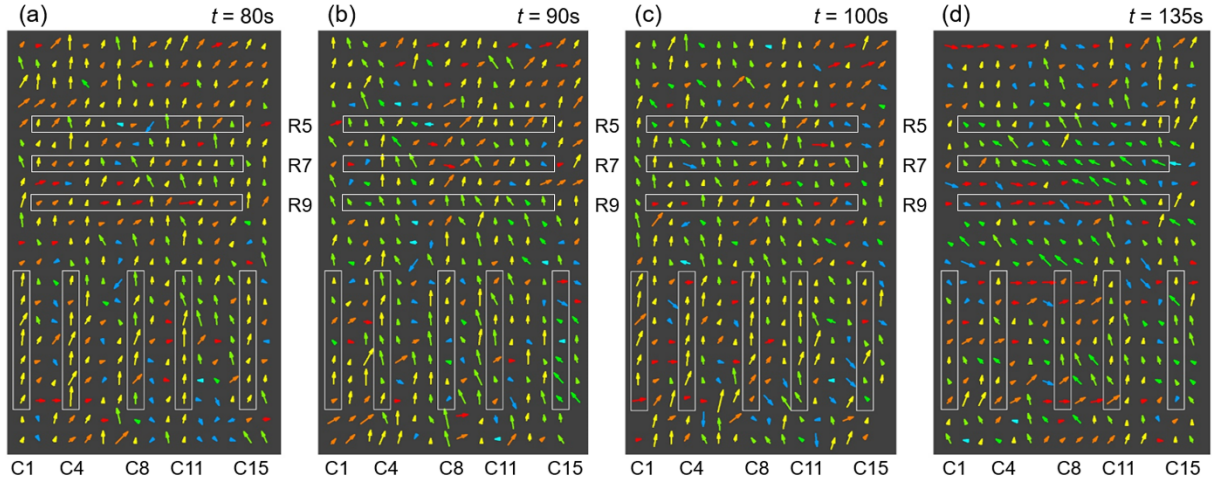 (a) t = 80s (b) t = 90s (c) t = 100s (d) t = 135s
R5 R5 R5
R7 R7 R7
R9 R9 R9
C1 C4 C8 C11 C15 C1 C4 C8 C11 C15 C1 C4 C8 C11 C15 C1 C4 C8 C11 C15